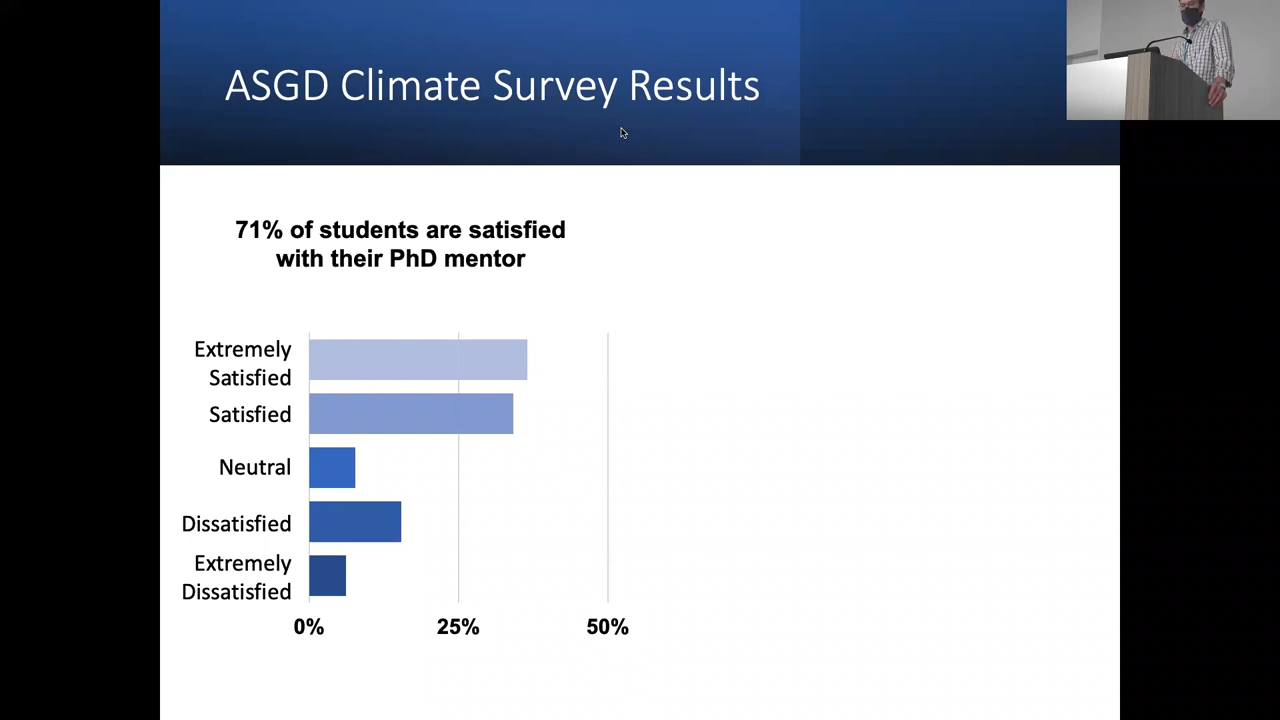 ASGD Climate Survey Results
71% of students are satisfied
with their PhD mentor
Extremely
Satisfied
Satisfied
Neutral
Dissatisfied
Extremely
Dissatisfied
0%
25%
50%